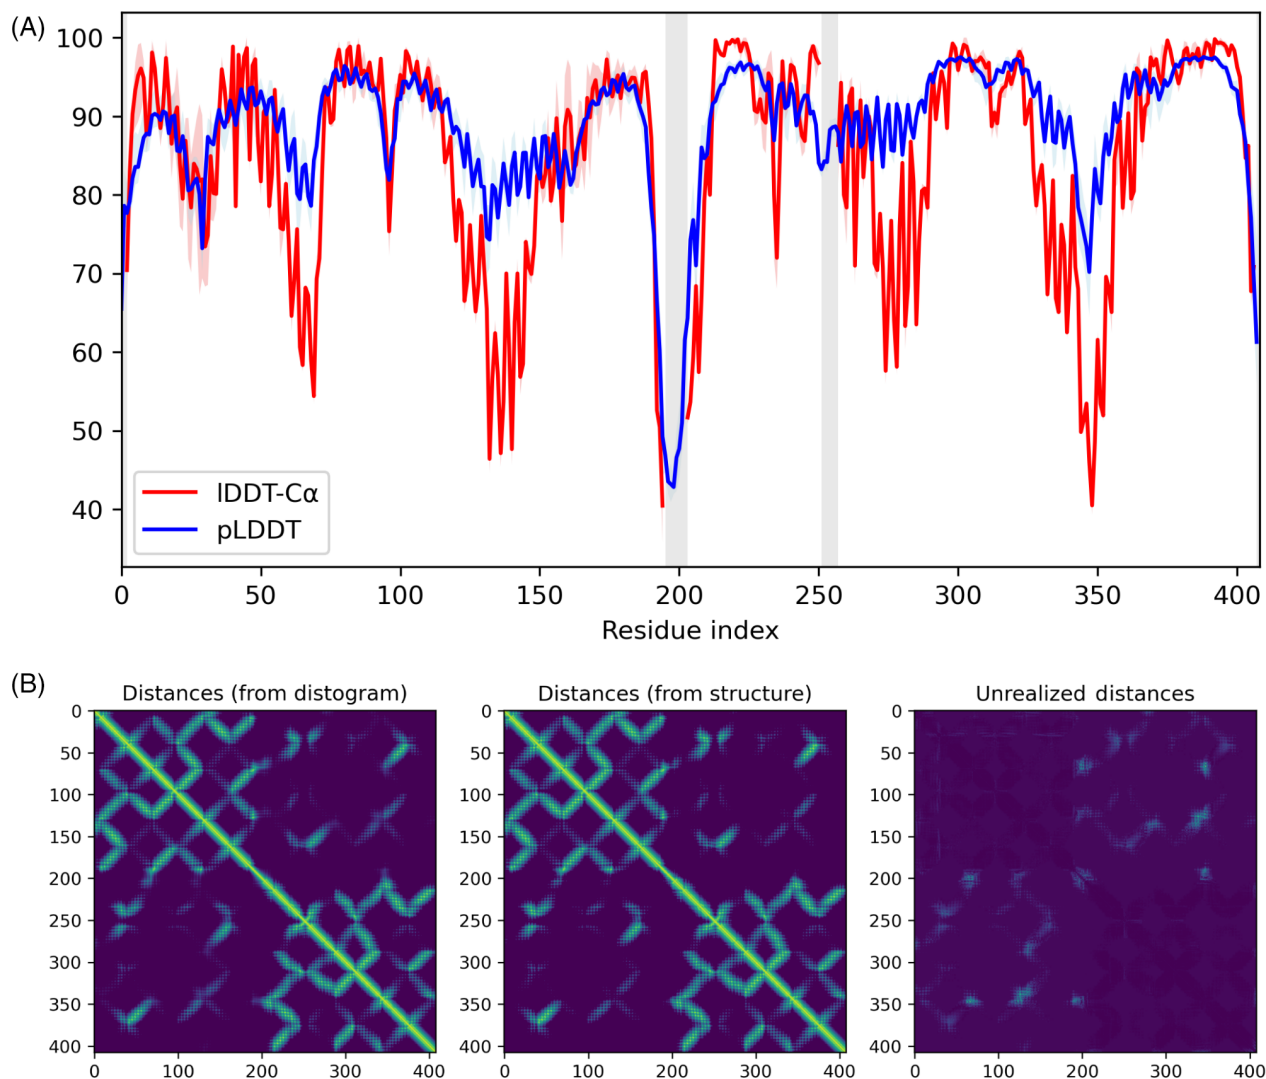 (A)
100
90
80
70
60
50
40
lDDT-Cα
pLDDT
0 50 100 150 200 250 300 350 400
Residue index
(B)
Distances (from distogram) Distances (from structure) Unrealized distances
0 0 0
50 50 50
100 100 100
150 150 150
200 200 200
250 250 250
300 300 300
350 350 350
400 400 400
0 100 200 300 400 0 100 200 300 400 0 100 200 300 400